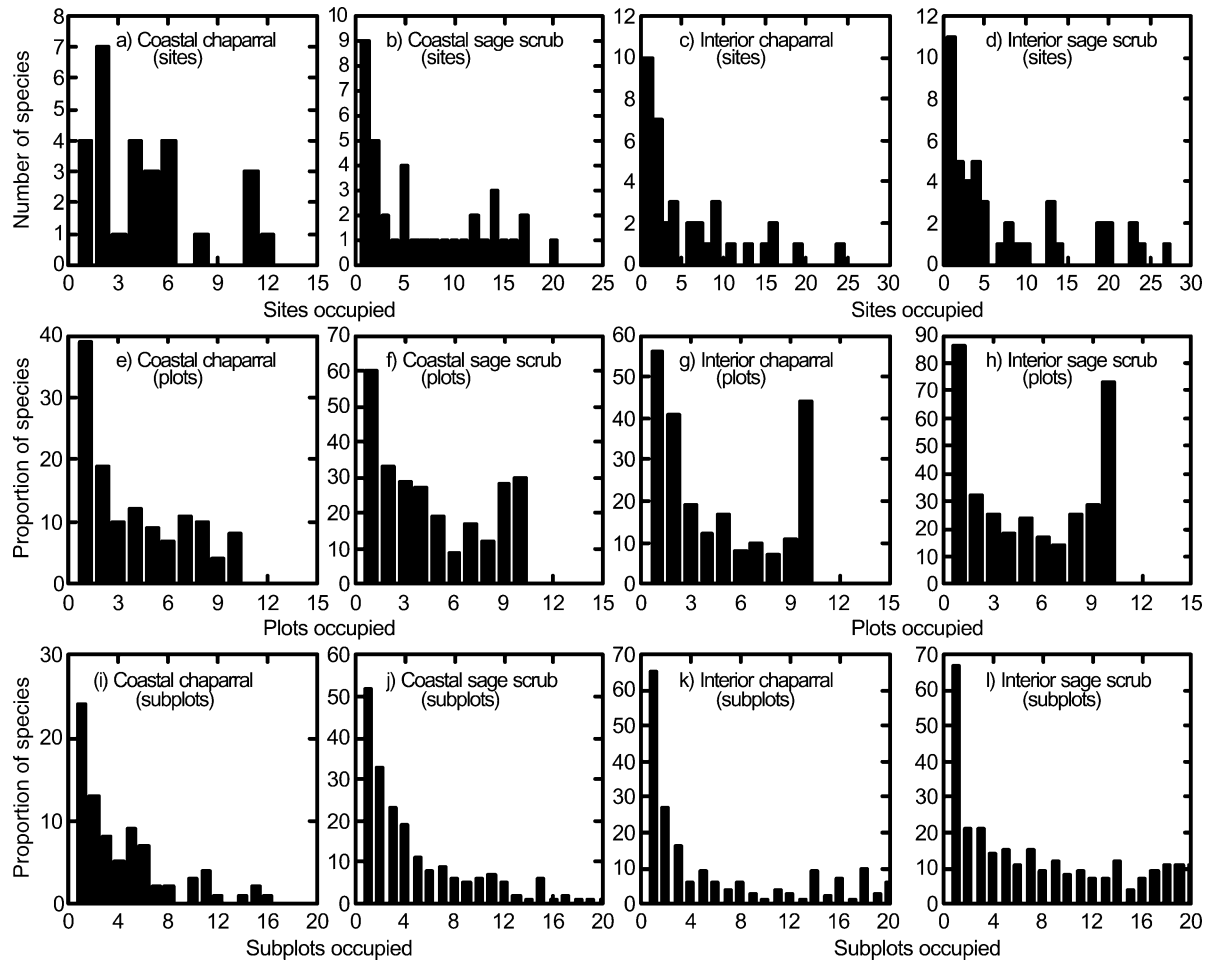 Number of species
8
7
6
5
4
3
2
1
0
a) Coastal chaparral
(sites)
0 3 6 9 12 15
10
9
8
7
6
5
4
3
2
1
0
b) Coastal sage scrub
(sites)
0 5 10 15 20 25
12
10
8
6
4
2
0
c) Interior chaparral
(sites)
0 5 10 15 20 25 30
12
10
8
6
4
2
0
d) Interior sage scrub
(sites)
0 5 10 15 20 25 30
Sites occupied
Sites occupied
Proportion of species
40
30
20
10
0
e) Coastal chaparral
(plots)
0 3 6 9 12 15
70
60
50
40
30
20
10
0
f) Coastal sage scrub
(plots)
0 3 6 9 12 15
60
50
40
30
20
10
0
g) Interior chaparral
(plots)
0 3 6 9 12 15
90
80
70
60
50
40
30
20
10
0
h) Interior sage scrub
(plots)
0 3 6 9 12 15
Plots occupied
Plots occupied
Proportion of species
30
20
10
0
(i) Coastal chaparral
(subplots)
0 4 8 12 16 20
60
50
40
30
20
10
0
j) Coastal sage scrub
(subplots)
0 4 8 12 16 20
70
60
50
40
30
20
10
0
k) Interior chaparral
(subplots)
0 4 8 12 16 20
70
60
50
40
30
20
10
0
l) Interior sage scrub
(subplots)
0 4 8 12 16 20
Subplots occupied
Subplots occupied